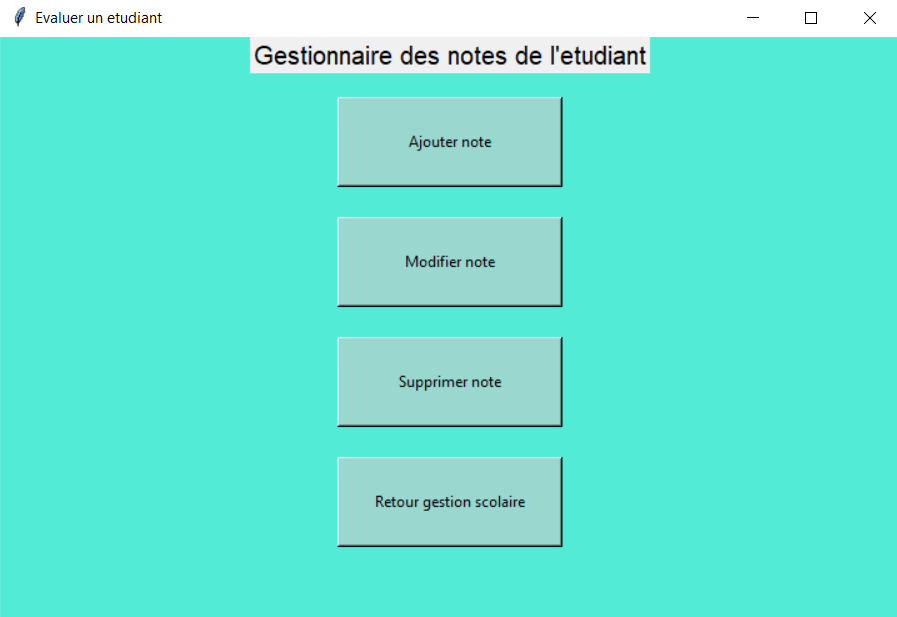 Evaluer un etudiant
Gestionnaire des notes de l'etudiant
Ajouter note
Modifier note
Supprimer note
Retour gestion scolaire